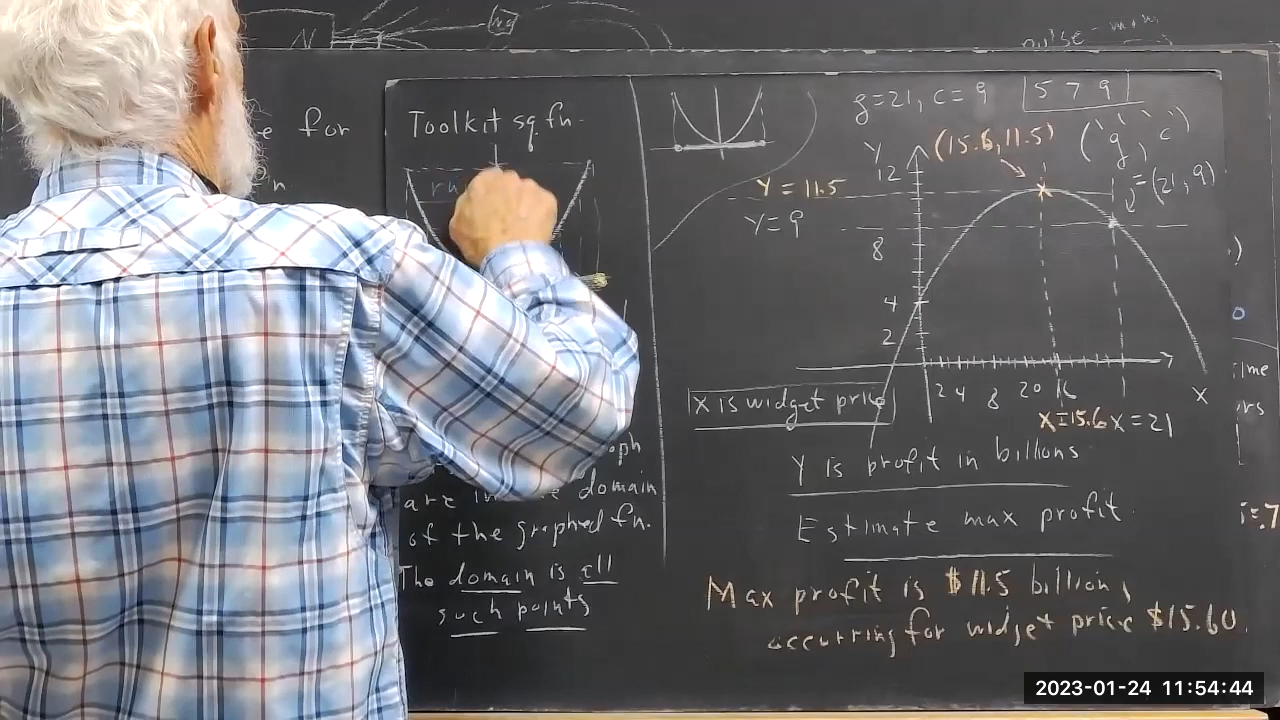 N
mg
e for
Toolkit sq fn.
are in domain
of the graphed fn.
The domain is all
such points
g=21, c=9 5 7 9
(15.6, 11.5) (g, c)
Y
12
=(21, 9)
Y = 11.5
Y = 9
8
4
2
2 4 8 20 16
X
X is widget price
X=15.6 X=21
Y is profit in billions
Estimate max profit
Max profit is $11.5 billion,
occurring for widget price $15.60.
2023-01-24 11:54:44